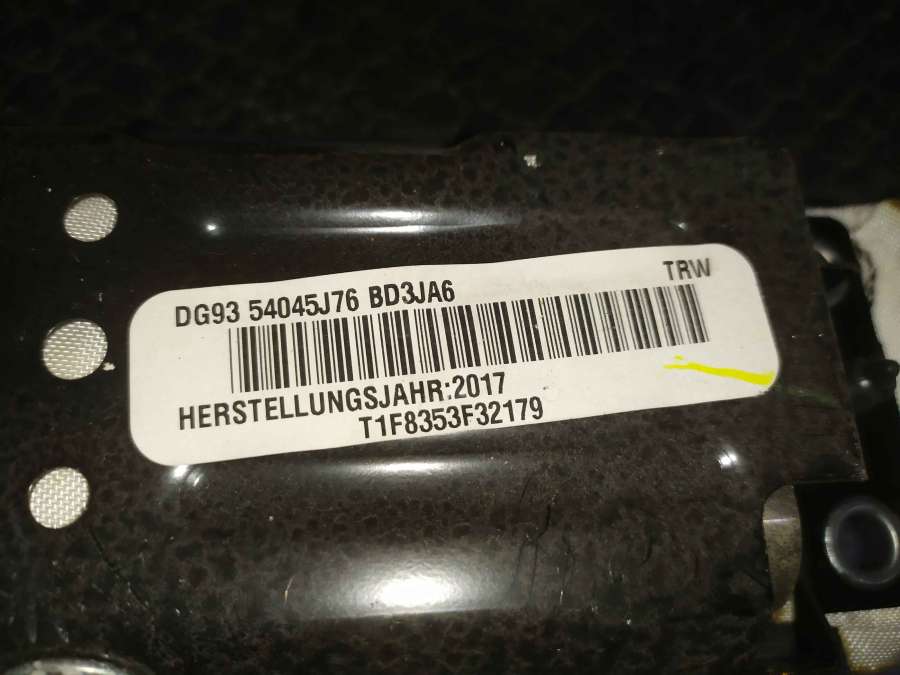 TRW
DG93 54045J76 BD3JA6
HERSTELLUNGSJAHR:2017
T1F8353F32179